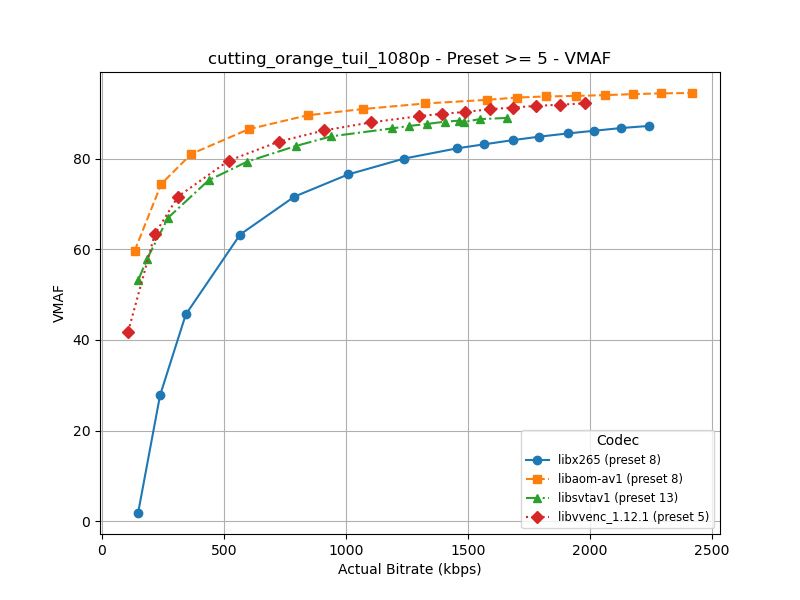 cutting_orange_tuil_1080p - Preset >= 5 - VMAF
VMAF
80
60
40
20
0
0 500 1000 1500 2000 2500
Actual Bitrate (kbps)
Codec
libx265 (preset 8)
libaom-av1 (preset 8)
libsvtav1 (preset 13)
libvvenc_1.12.1 (preset 5)